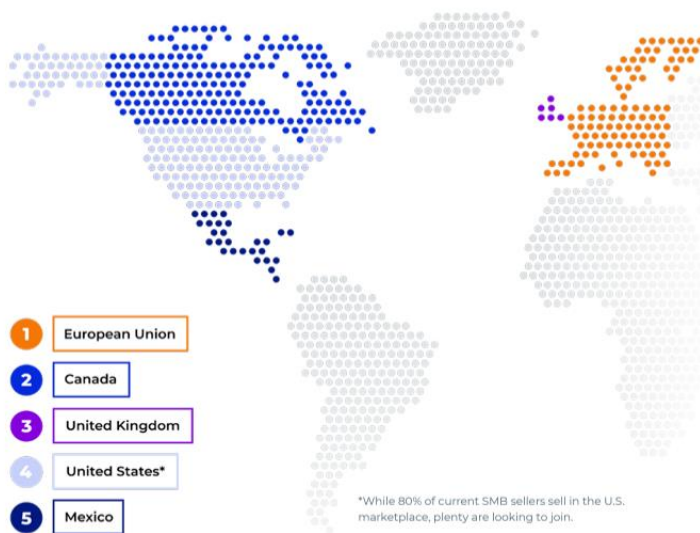 1 European Union
2 Canada
3 United Kingdom
4 United States*
5 Mexico
*While 80% of current SMB sellers sell in the U.S.
marketplace, plenty are looking to join.